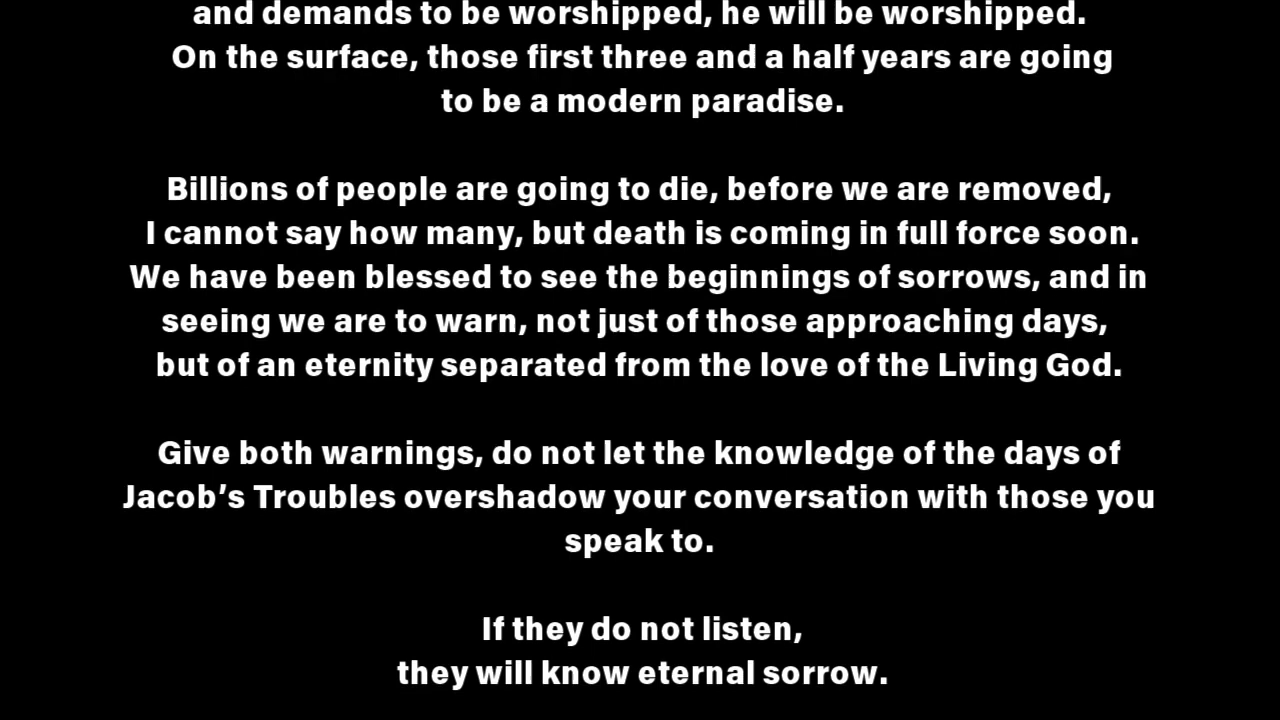 and demands to be worshipped, he will be worshipped.
On the surface, those first three and a half years are going
to be a modern paradise.
Billions of people are going to die, before we are removed,
I cannot say how many, but death is coming in full force soon.
We have been blessed to see the beginnings of sorrows, and in
seeing we are to warn, not just of those approaching days,
but of an eternity separated from the love of the Living God.
Give both warnings, do not let the knowledge of the days of
Jacob’s Troubles overshadow your conversation with those you
speak to.
If they do not listen,
they will know eternal sorrow.